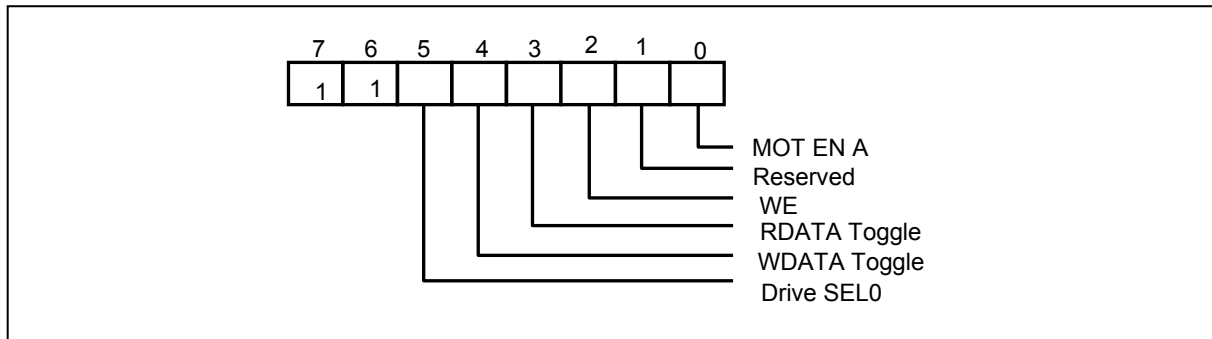 7 6 5 4 3 2 1 0
1 1
MOT EN A
Reserved
WE
RDATA Toggle
WDATA Toggle
Drive SEL0